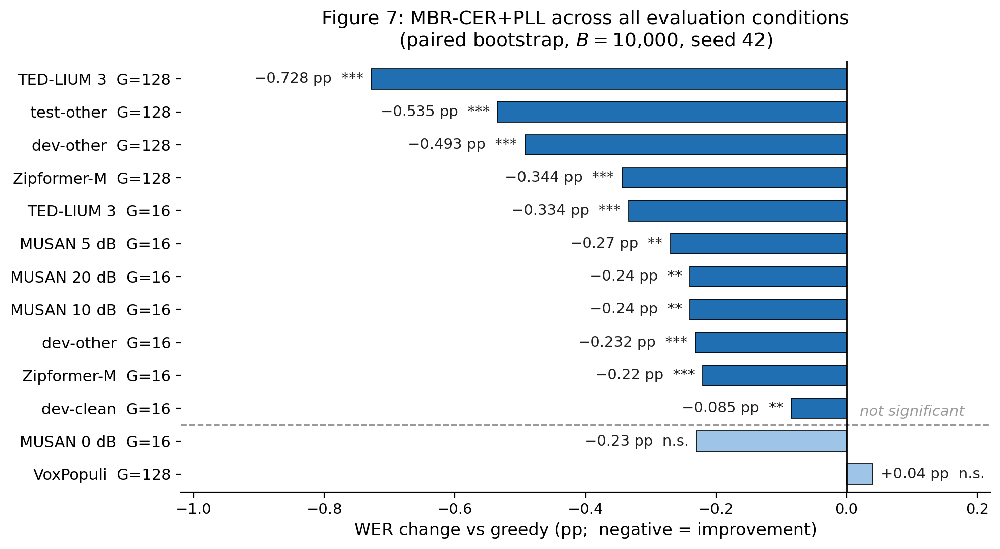 Figure 7: MBR-CER+PLL across all evaluation conditions
(paired bootstrap, B = 10,000, seed 42)
TED-LIUM 3  G=128 −0.728 pp  ***
test-other  G=128 −0.535 pp  ***
dev-other  G=128 −0.493 pp  ***
Zipformer-M  G=128 −0.344 pp  ***
TED-LIUM 3  G=16 −0.334 pp  ***
MUSAN 5 dB  G=16 −0.27 pp  **
MUSAN 20 dB  G=16 −0.24 pp  **
MUSAN 10 dB  G=16 −0.24 pp  **
dev-other  G=16 −0.232 pp  ***
Zipformer-M  G=16 −0.22 pp  ***
dev-clean  G=16 −0.085 pp  ** not significant
MUSAN 0 dB  G=16 −0.23 pp  n.s.
VoxPopuli  G=128 +0.04 pp  n.s.
−1.0 −0.8 −0.6 −0.4 −0.2 0.0 0.2
WER change vs greedy (pp;  negative = improvement)